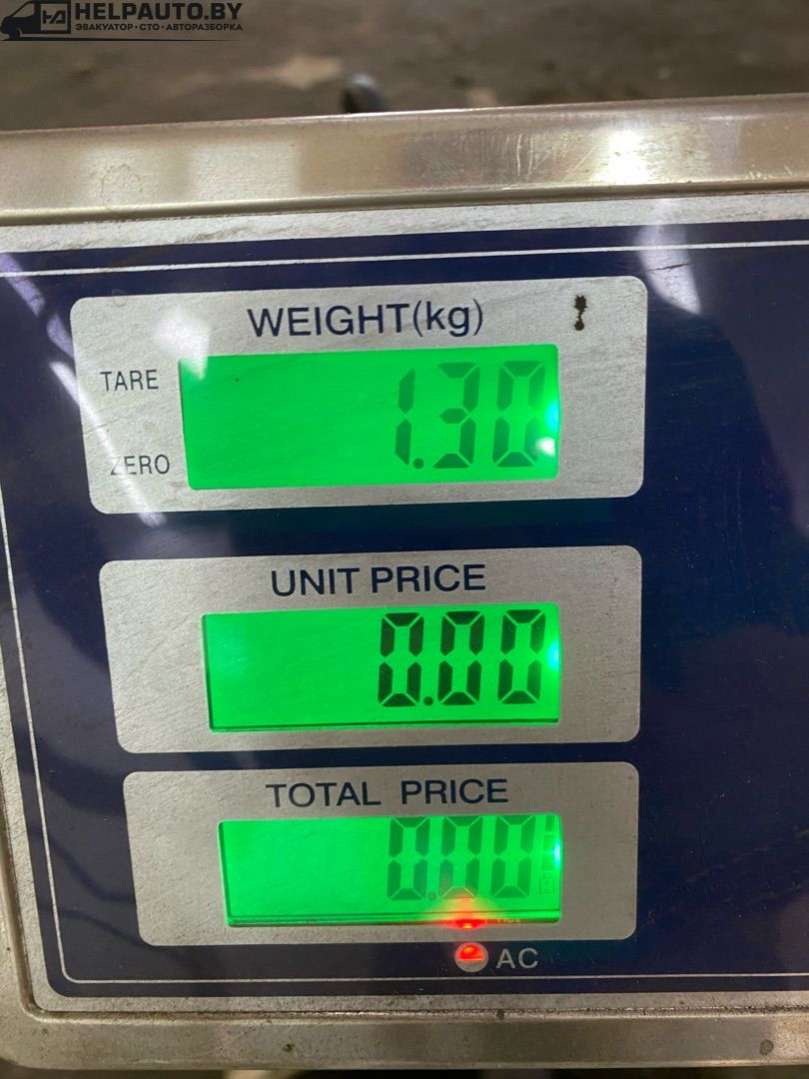 HELPAUTO.BY
ЭВАКУАТОР • СТО • АВТОРАЗБОРКА
WEIGHT(kg)
TARE
1.30
ZERO
UNIT PRICE
0.00
TOTAL PRICE
0.00
AC